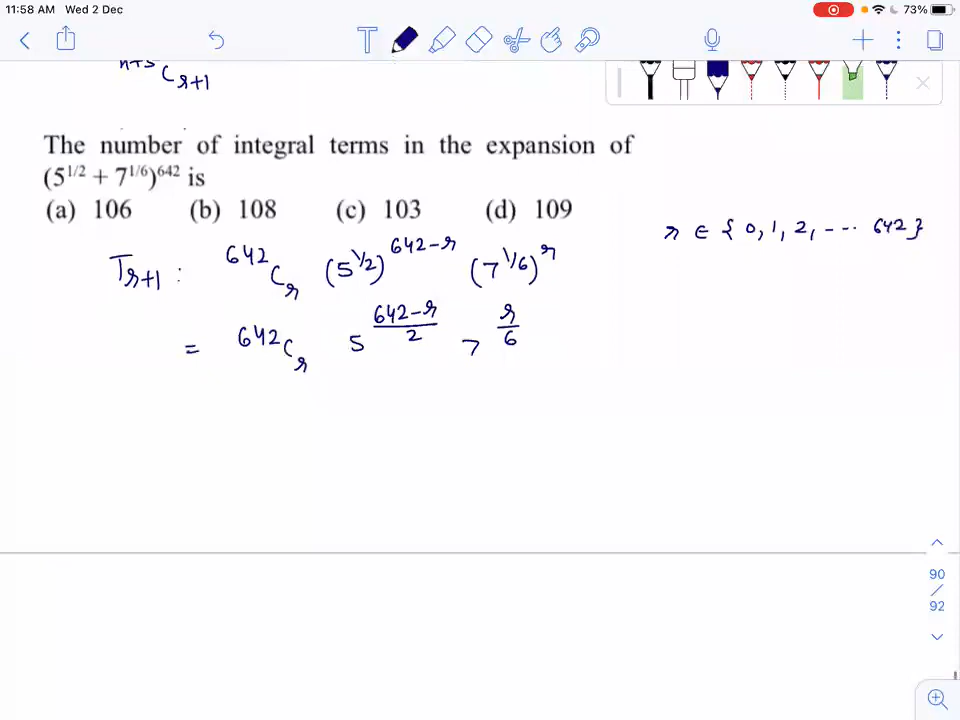 11:58 AM Wed 2 Dec 73%
T
n+3 C r+1
The number of integral terms in the expansion of
(5^{1/2} + 7^{1/6})^{642} is
(a) 106 (b) 108 (c) 103 (d) 109
r ∈ { 0, 1, 2, ---- 642 }
T_{r+1} : ^{642}C_r (5^{1/2})^{642-r} (7^{1/6})^r
= ^{642}C_r 5^{\frac{642-r}{2}} 7^{\frac{r}{6}}
90
/
92